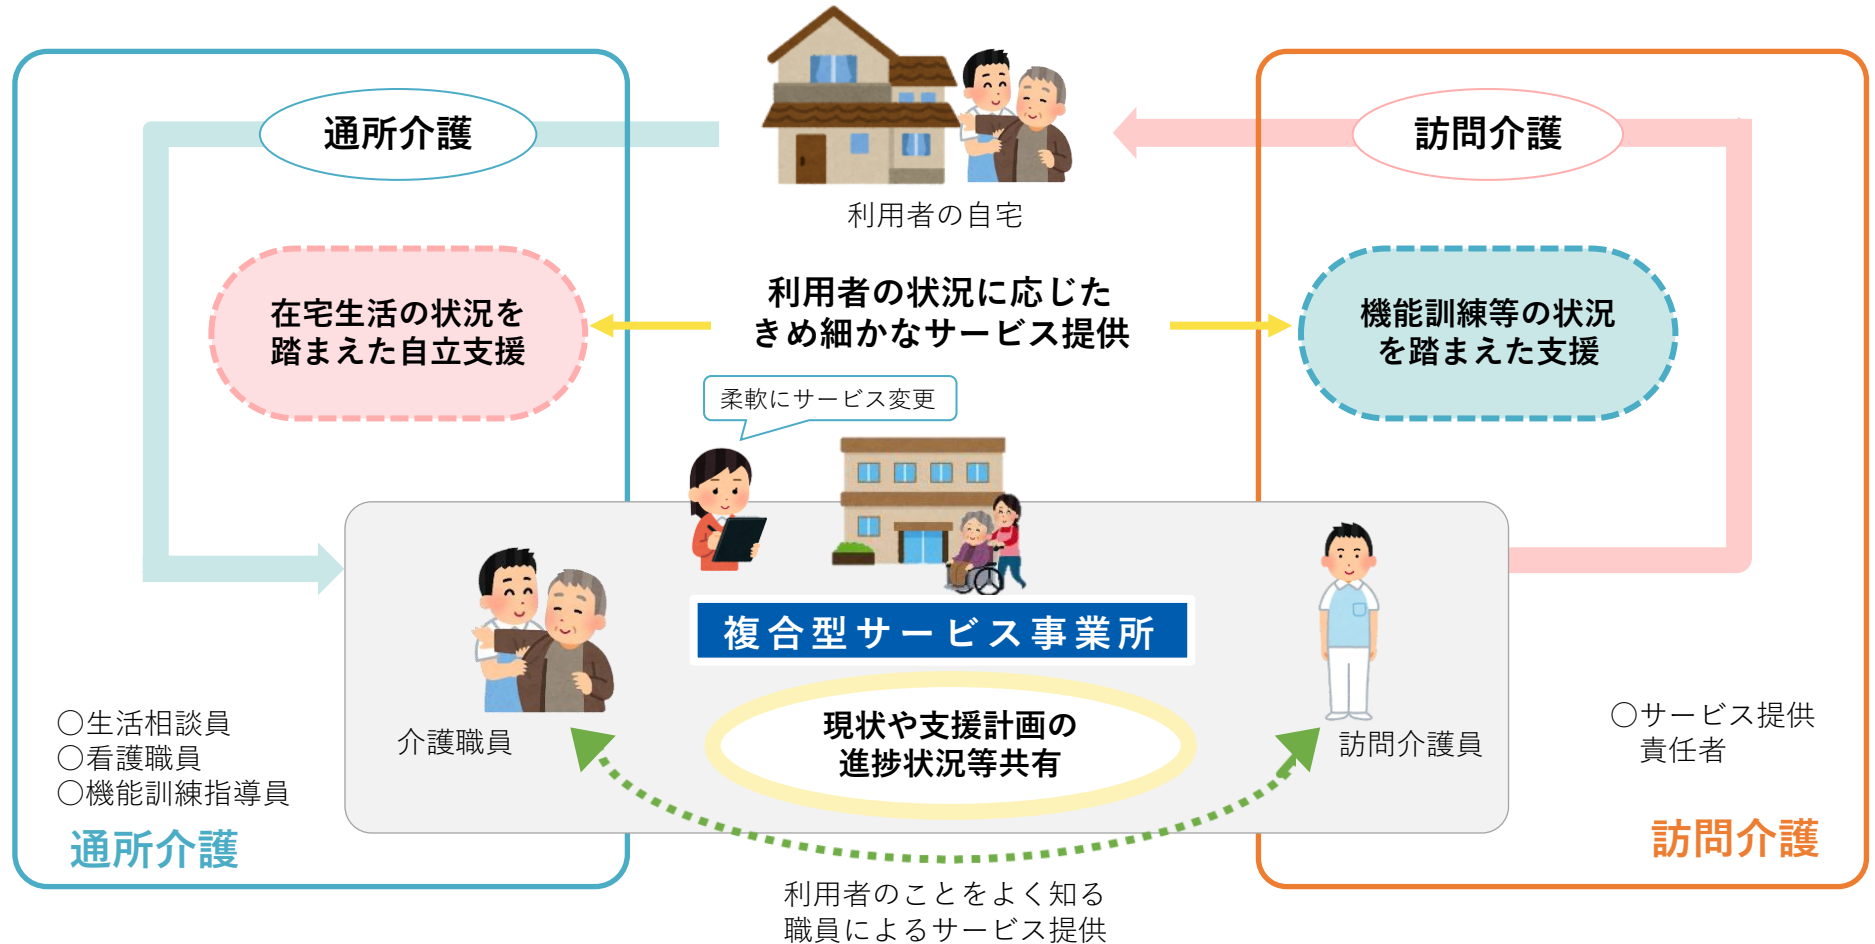 通所介護
訪問介護
利用者の自宅
在宅生活の状況を
踏まえた自立支援
利用者の状況に応じた
きめ細かなサービス提供
機能訓練等の状況
を踏まえた支援
柔軟にサービス変更
複合型サービス事業所
現状や支援計画の
進捗状況等共有
介護職員
訪問介護員
○生活相談員
○看護職員
○機能訓練指導員
通所介護
○サービス提供
責任者
訪問介護
利用者のことをよく知る
職員によるサービス提供